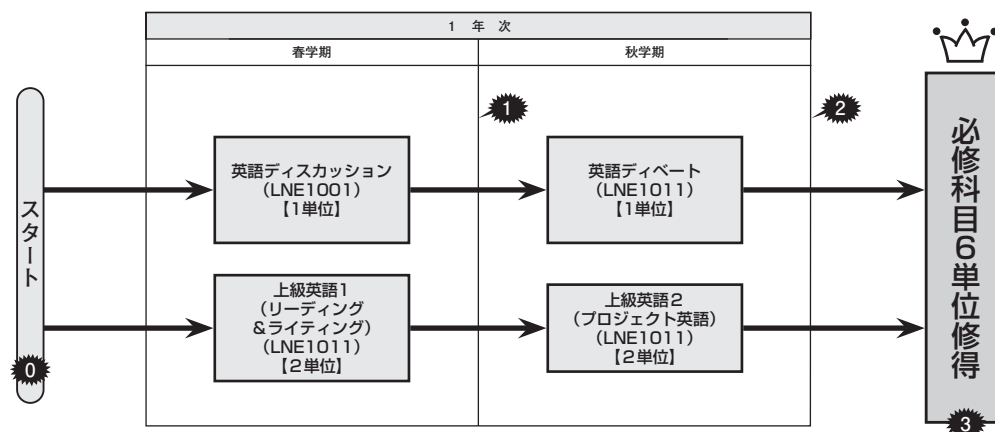 1 年 次
春学期
秋学期
スタート
0
1
2
英語ディスカッション
(LNE1001)
【1単位】
英語ディベート
(LNE1011)
【1単位】
上級英語1
(リーディング
&ライティング)
(LNE1011)
【2単位】
上級英語2
(プロジェクト英語)
(LNE1011)
【2単位】
必修科目6単位修得
3